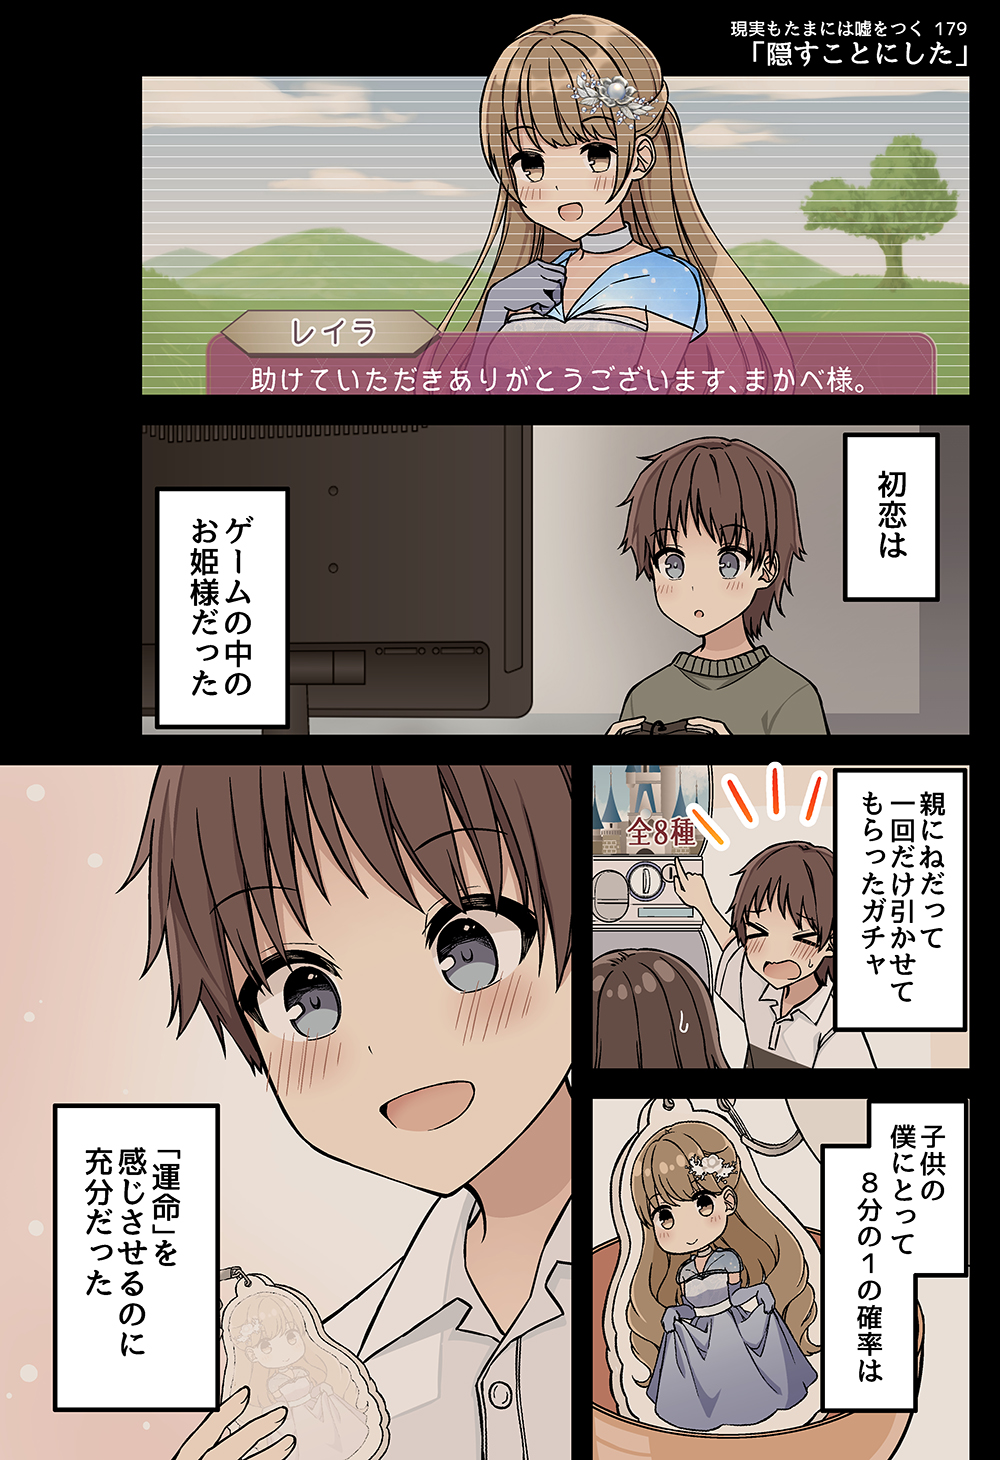 現実もたまには嘘をつく 179
「隠すことにした」
レイラ
助けていただきありがとうございます、まかべ様。
初恋は
ゲームの中の
お姫様だった
親にねだって
一回だけ引かせて
もらったガチャ
全8種
子供の
僕にとって
8分の1の確率は
「運命」を
感じさせるのに
充分だった